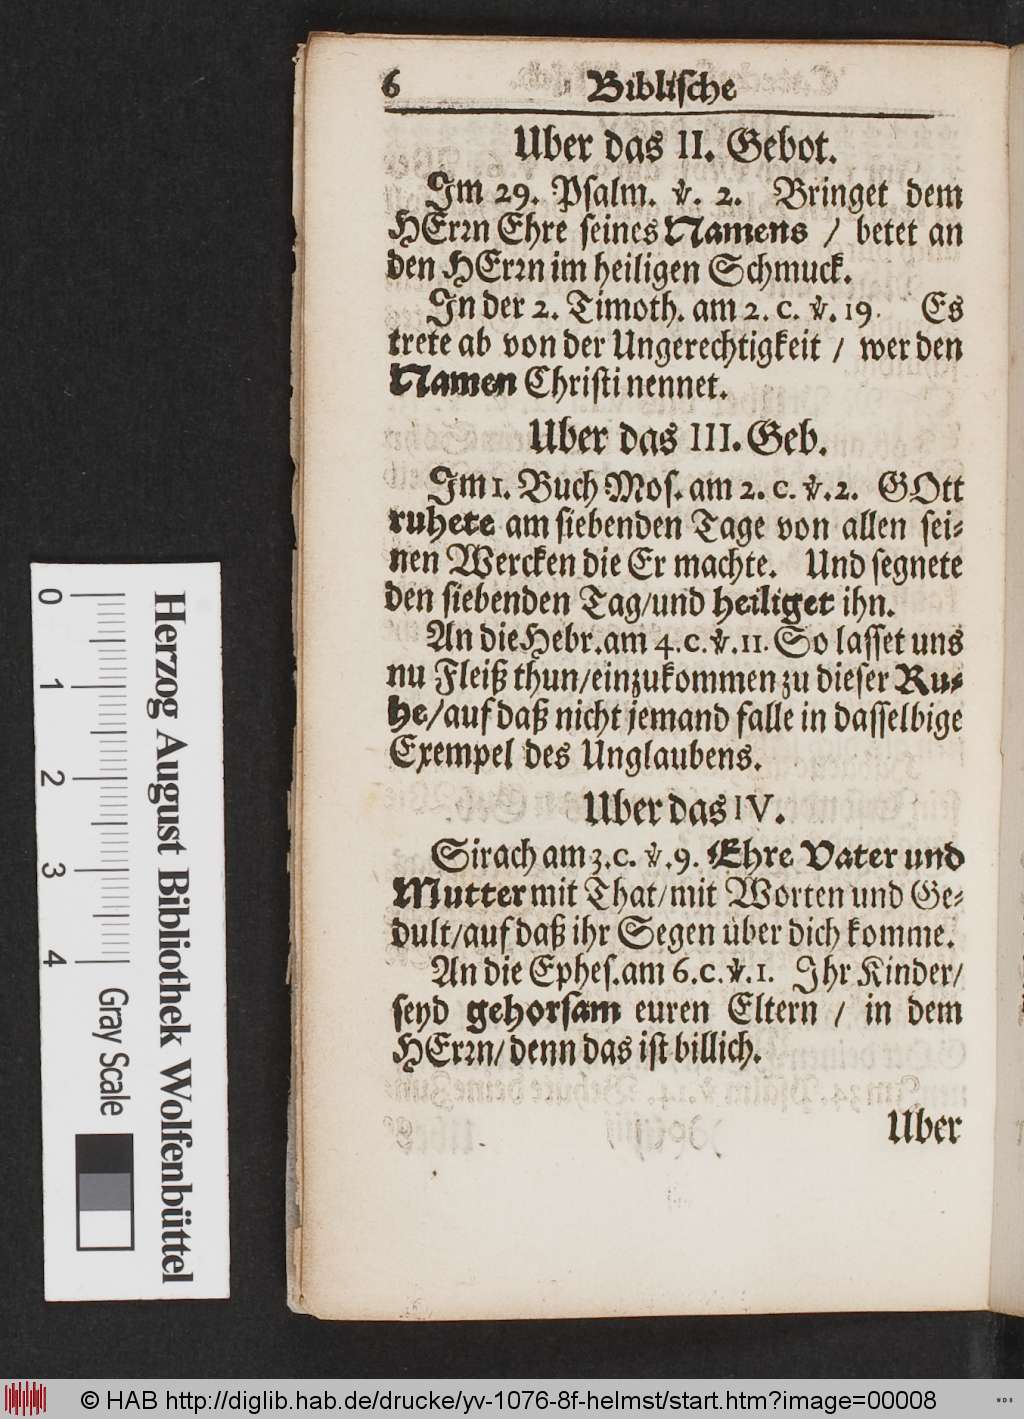 6 Biblische
Uber das II. Gebot.
Im 29. Psalm. v. 2. Bringet dem
HErꝛn Ehre seines Namens / betet an
den HErꝛn im heiligen Schmuck.
In der 2. Timoth. am 2. c. v. 19. Es
trete ab von der Ungerechtigkeit / wer den
Namen Christi nennet.
Uber das III. Geb.
Im 1. Buch Mos. am 2. c. v. 2. GOtt
ruhete am siebenden Tage von allen sei-
nen Wercken die Er machte. Und segnete
den siebenden Tag/und heiliget ihn.
An die Hebr. am 4. c. v. 11. So lasset uns
nu Fleiß thun/einzukommen zu dieser Ru-
he/auf daß nicht jemand falle in dasselbige
Exempel des Unglaubens.
Uber das IV.
Sirach am 3. c. v. 9. Ehre Vater und
Mutter mit That/mit Worten und Ge-
dult/auf daß ihr Segen über dich komme.
An die Ephes. am 6. c. v. 1. Ihr Kinder/
seyd gehorsam euren Eltern / in dem
HErꝛn/denn das ist billich.
Uber
Herzog August Bibliothek Wolfenbüttel
0 1 2 3 4 Gray Scale
© HAB http://diglib.hab.de/drucke/yv-1076-8f-helmst/start.htm?image=00008